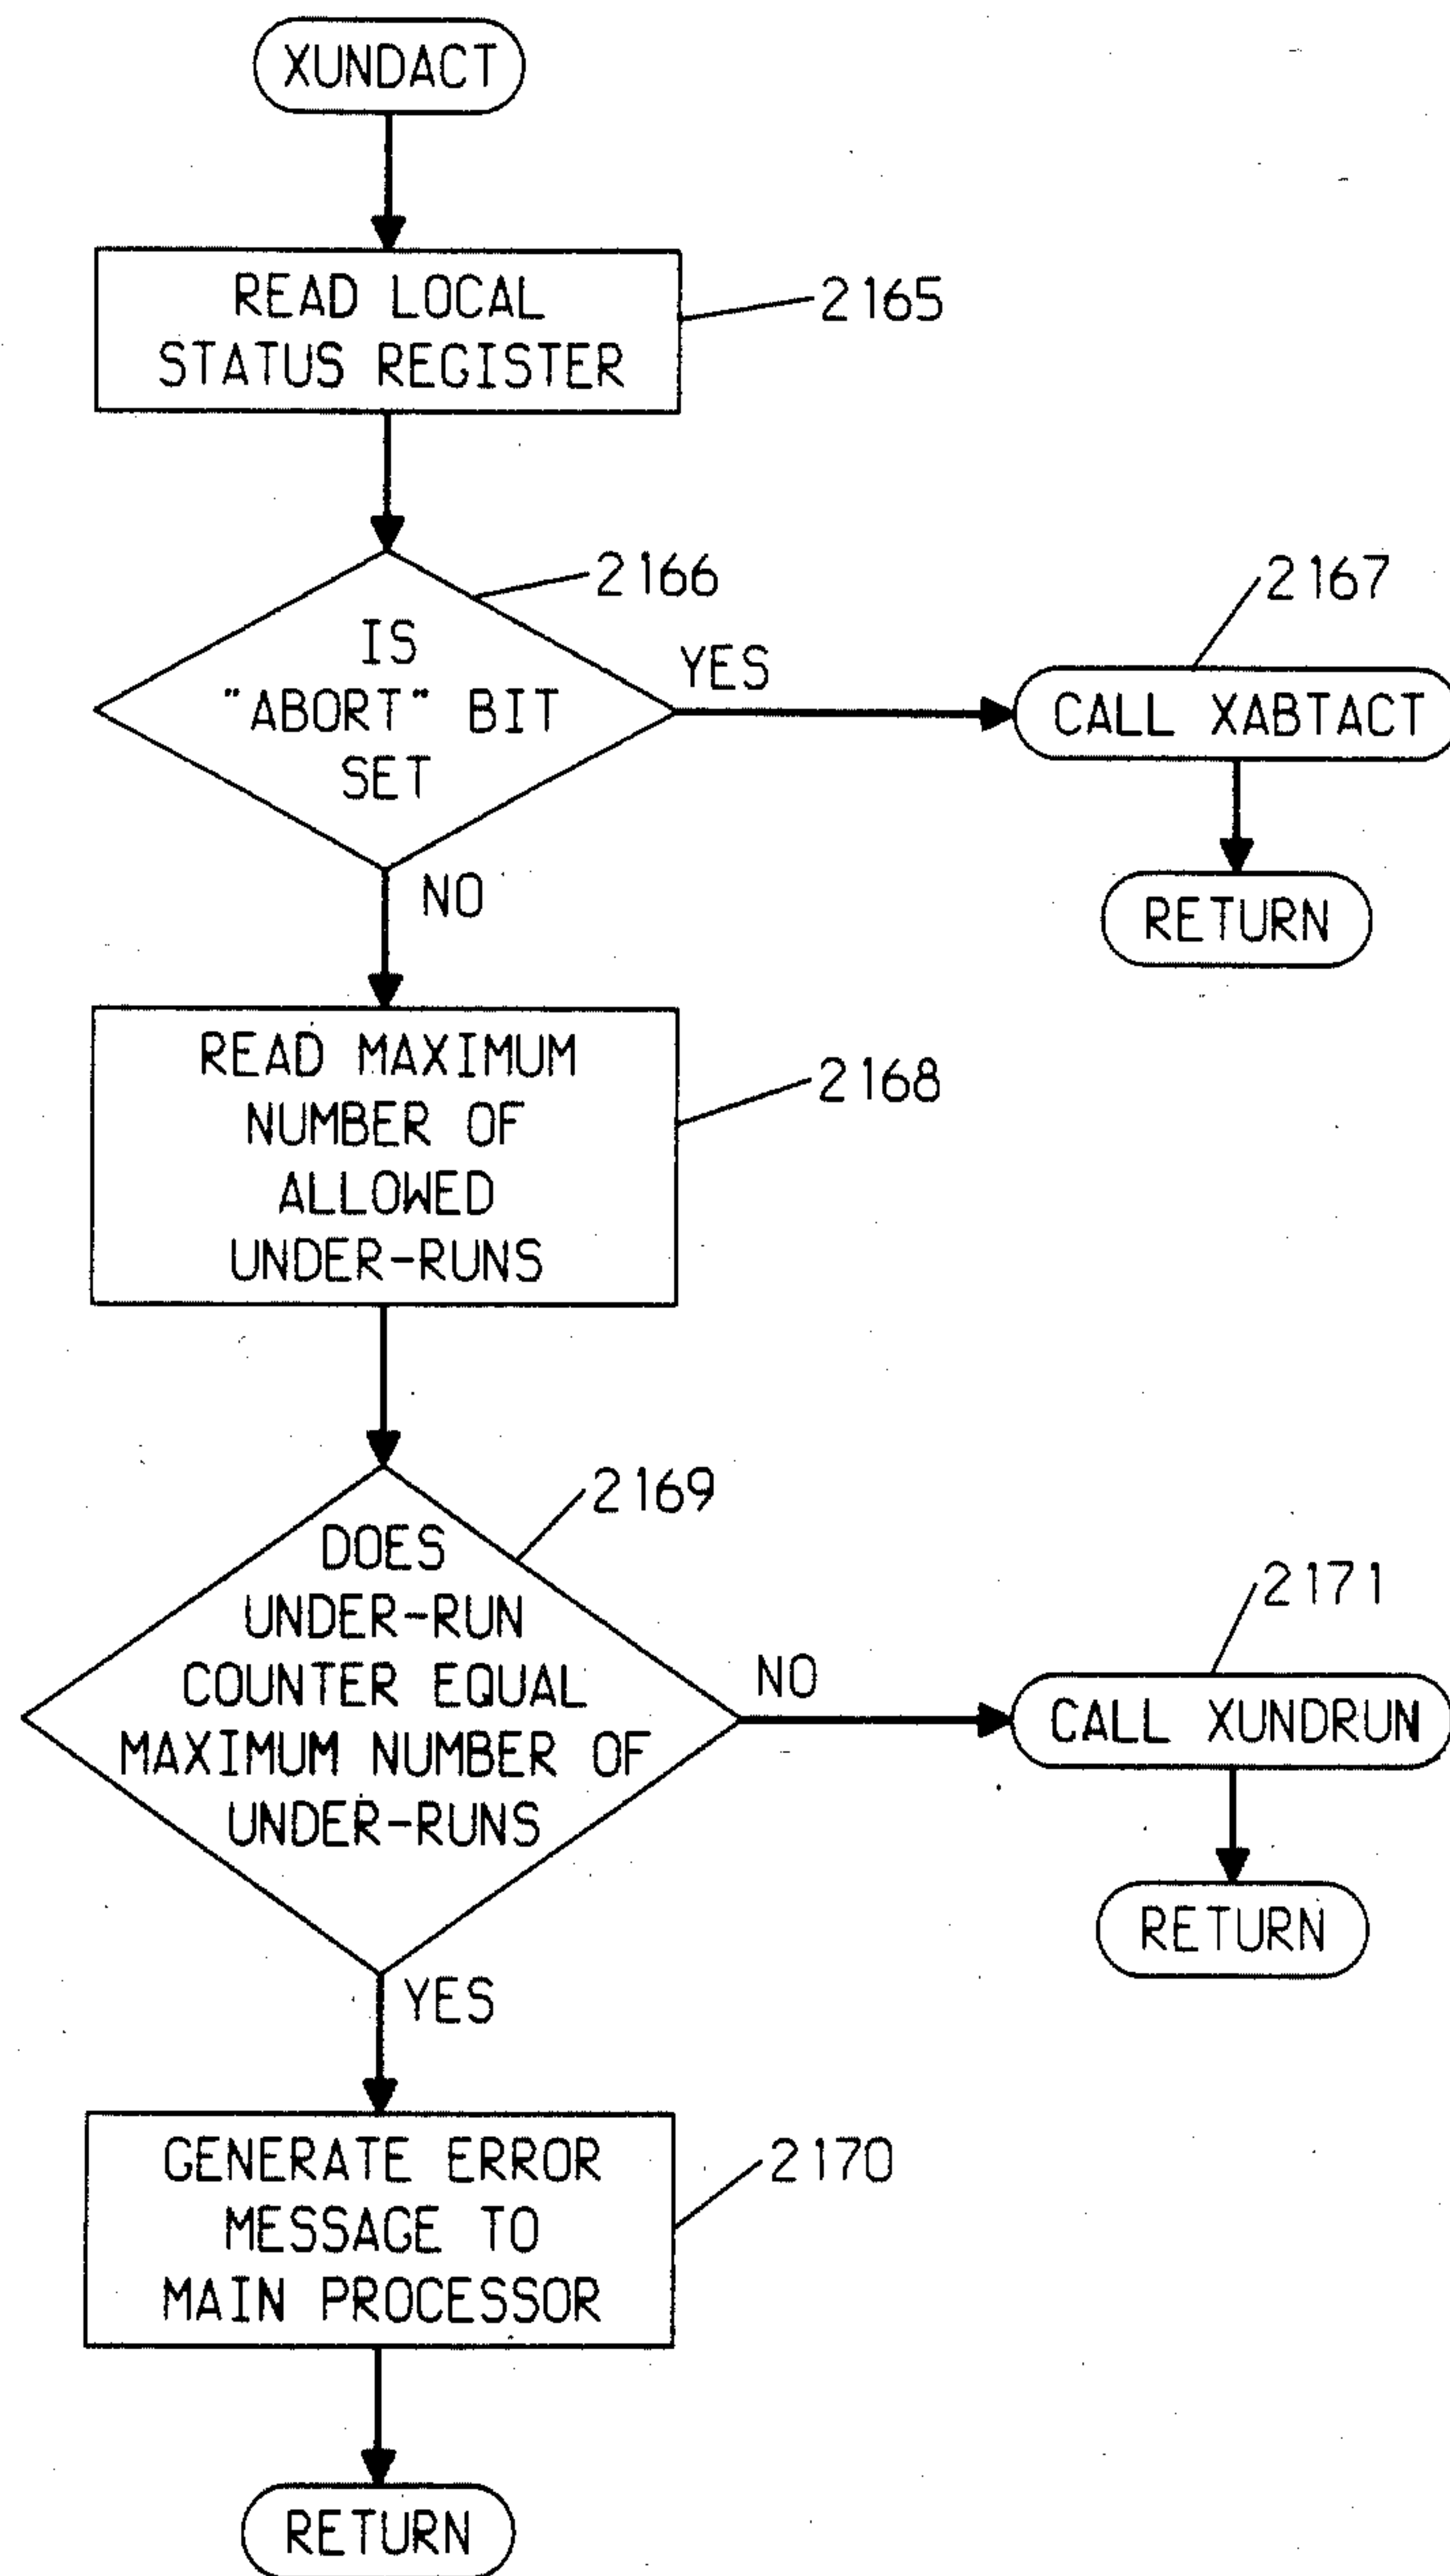 XUNDACT
READ LOCAL
STATUS REGISTER
2165
2166
IS
"ABORT" BIT
SET
YES
2167
CALL XABTACT
RETURN
NO
READ MAXIMUM
NUMBER OF
ALLOWED
UNDER-RUNS
2168
2169
DOES
UNDER-RUN
COUNTER EQUAL
MAXIMUM NUMBER OF
UNDER-RUNS
NO
2171
CALL XUNDRUN
RETURN
YES
GENERATE ERROR
MESSAGE TO
MAIN PROCESSOR
2170
RETURN